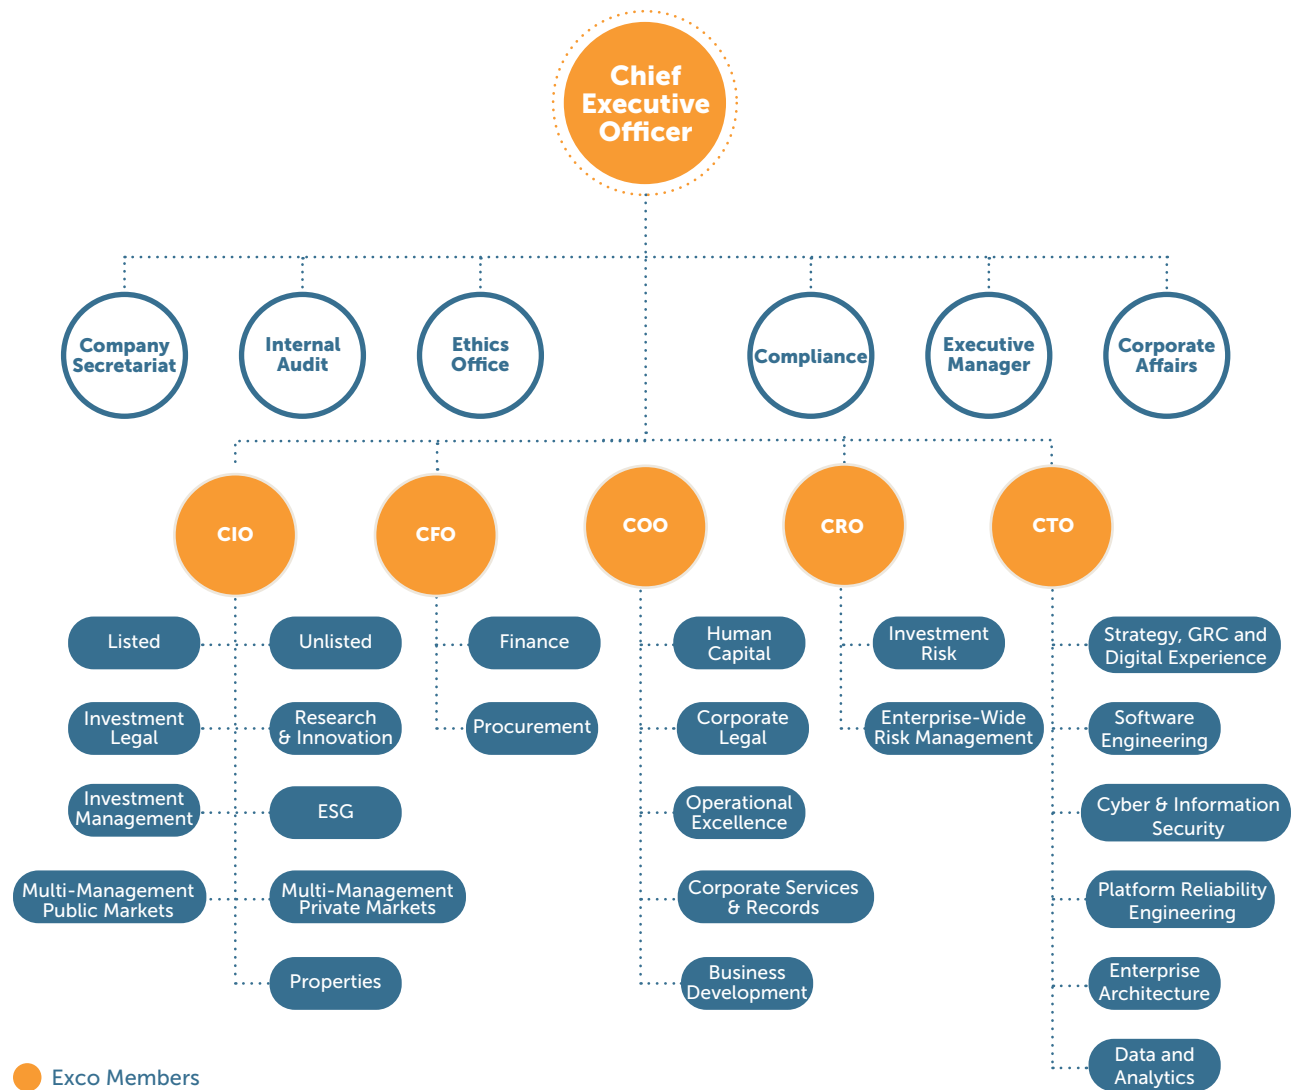 Chief
Executive
Officer
Company
Secretariat
Internal
Audit
Ethics
Office
Compliance
Executive
Manager
Corporate
Affairs
CIO
CFO
COO
CRO
CTO
Listed
Unlisted
Investment
Legal
Research
& Innovation
Investment
Management
ESG
Multi-Management
Public Markets
Multi-Management
Private Markets
Properties
Finance
Procurement
Human
Capital
Corporate
Legal
Operational
Excellence
Corporate Services
& Records
Business
Development
Investment
Risk
Enterprise-Wide
Risk Management
Strategy, GRC and
Digital Experience
Software
Engineering
Cyber & Information
Security
Platform Reliability
Engineering
Enterprise
Architecture
Data and
Analytics
Exco Members